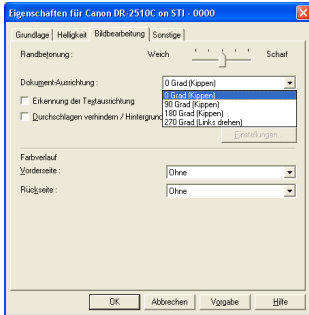 Eigenschaften für Canon DR-2510C on STI - 0000
Grundlage Helligkeit Bildbearbeitung Sonstige
Randbetonung : Weich Scharf
Dokument-Ausrichtung : 0 Grad (Kippen)
0 Grad (Kippen)
Erkennung der Textausrichtung 90 Grad (Kippen)
180 Grad (Kippen)
Durchschlagen verhindern / Hintergrund 270 Grad (Links drehen)
Einstellungen...
Farbverlauf
Vorderseite : Ohne
Rückseite : Ohne
OK Abbrechen Vorgabe Hilfe